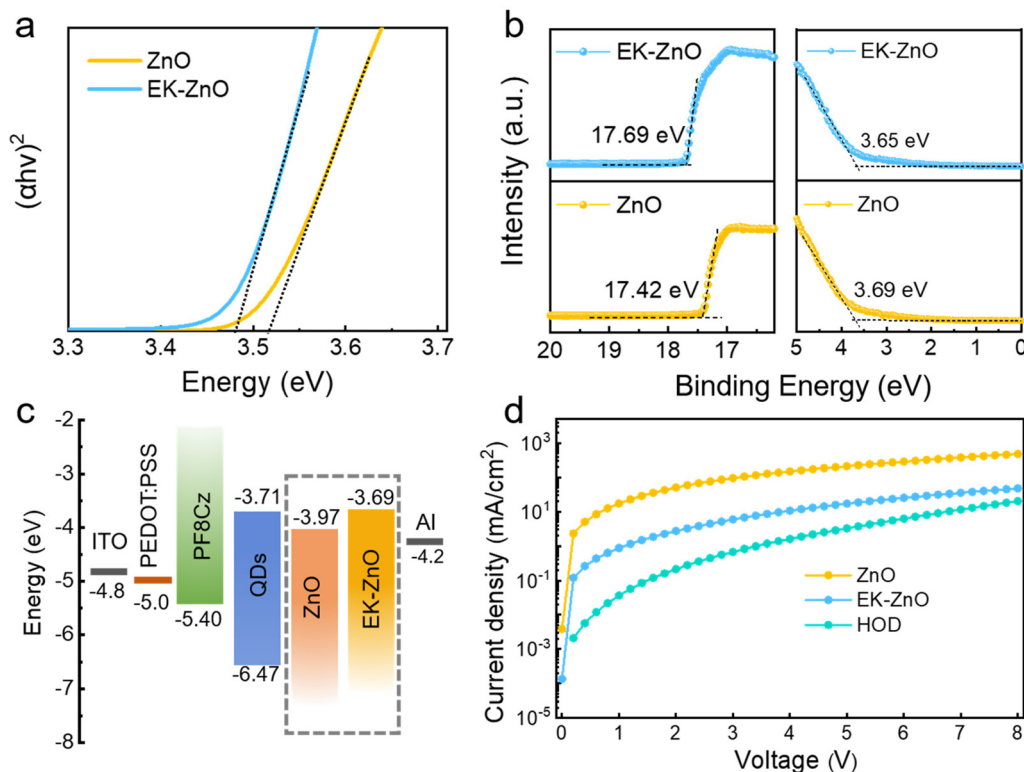 a
ZnO
EK-ZnO
(αhν)²
3.3
3.5
3.6
3.7
Energy (eV)
b
EK-ZnO
17.69 eV
EK-ZnO
3.65 eV
ZnO
17.42 eV
ZnO
3.69 eV
Intensity (a.u.)
20
19
18
17
5
4
3
2
1
0
Binding Energy (eV)
c
-2
-3
-4
-5
-6
-7
-8
Energy (eV)
ITO
-4.8
PEDOT:PSS
-5.0
PF8Cz
-5.40
-3.71
QDs
-6.47
-3.97
ZnO
-3.69
EK-ZnO
Al
-4.2
d
10³
10¹
10⁻¹
10⁻³
10⁻⁵
Current density (mA/cm²)
ZnO
EK-ZnO
HOD
0
1
2
3
4
5
6
7
8
Voltage (V)